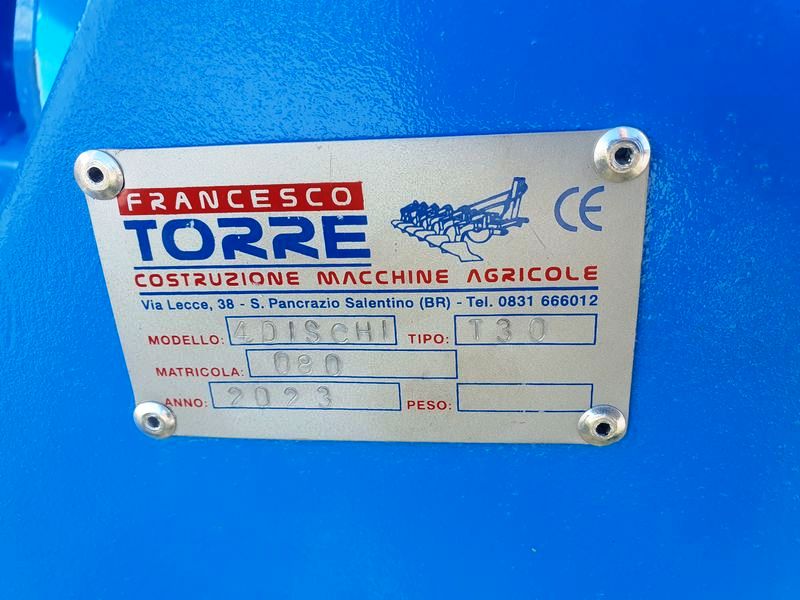 FRANCESCO
TORRE
CE
COSTRUZIONE MACCHINE AGRICOLE
Via Lecce, 38 - S. Pancrazio Salentino (BR) - Tel. 0831 666012
MODELLO: 4DISCHI TIPO: T30
MATRICOLA: 080
ANNO: 2023 PESO: